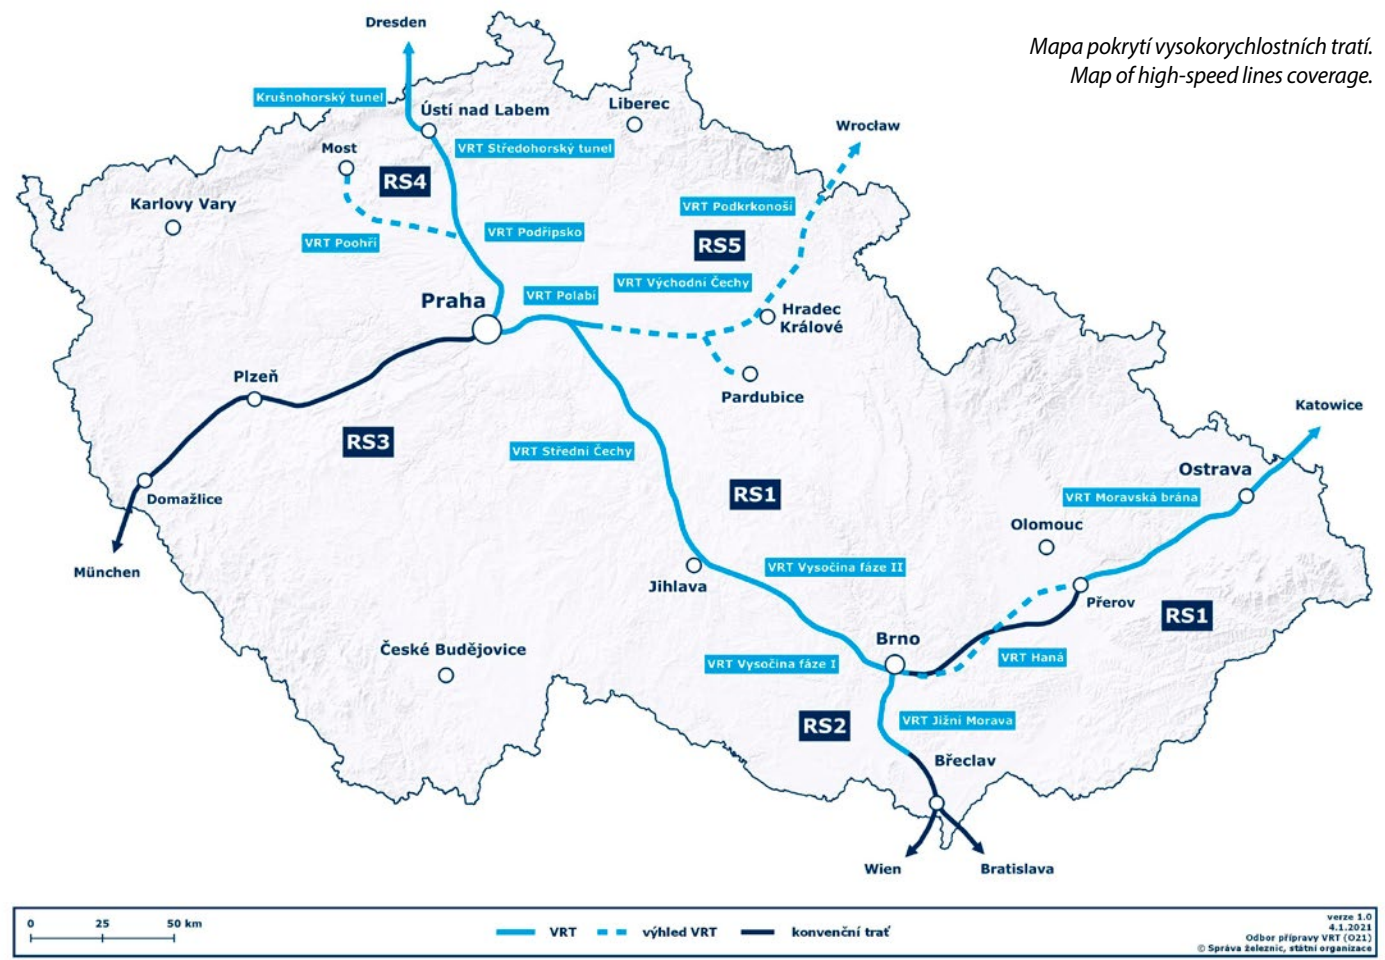 Dresden
Mapa pokrytí vysokorychlostních tratí.
Map of high-speed lines coverage.
Krušnohorský tunel
Ústí nad Labem
Liberec
Wrocław
Most
VRT Středohorský tunel
RS4
Karlovy Vary
VRT Podkrkonoší
VRT Poohří
VRT Podřipsko
RS5
VRT Východní Čechy
Praha
VRT Polabí
Hradec
Králové
Plzeň
Pardubice
Katowice
RS3
VRT Střední Čechy
Ostrava
RS1
VRT Moravská brána
Domažlice
Olomouc
München
Jihlava
VRT Vysočina fáze II
Přerov
RS1
Brno
České Budějovice
VRT Vysočina fáze I
VRT Haná
RS2
VRT Jižní Morava
Břeclav
Wien
Bratislava
0 25 50 km
VRT
výhled VRT
konvenční trať
verze 1.0
4.1.2021
Odbor přípravy VRT (O21)
© Správa železnic, státní organizace